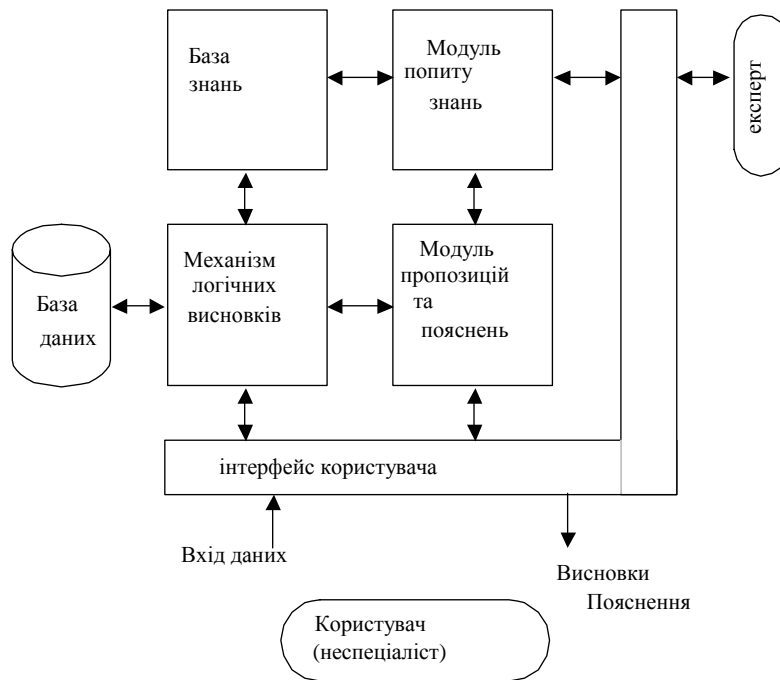 База
знань
Модуль
попиту
знань
експерт
База
даних
Механізм
логічних
висновків
Модуль
пропозицій
та
пояснень
інтерфейс користувача
Вхід даних
Висновки
Пояснення
Користувач
(неспеціаліст)